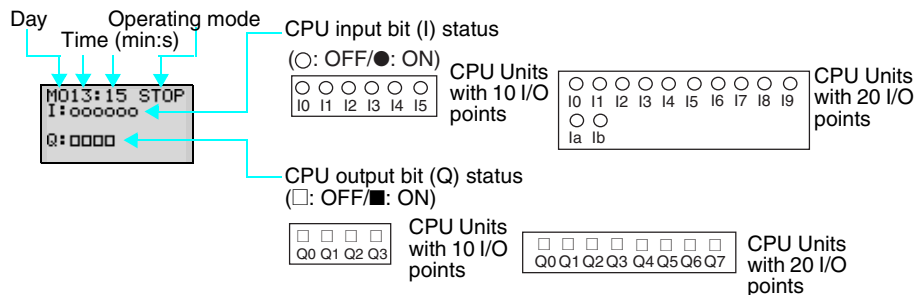 Day
Operating mode
Time (min:s)
MO13:15 STOP
I:oooooo
Q:□□□□
CPU input bit (I) status
(○: OFF/●: ON)
I0 I1 I2 I3 I4 I5
CPU Units
with 10 I/O
points
I0 I1 I2 I3 I4 I5 I6 I7 I8 I9
Ia Ib
CPU Units
with 20 I/O
points
CPU output bit (Q) status
(□: OFF/■: ON)
Q0 Q1 Q2 Q3
CPU Units
with 10 I/O
points
Q0 Q1 Q2 Q3 Q4 Q5 Q6 Q7
CPU Units
with 20 I/O
points